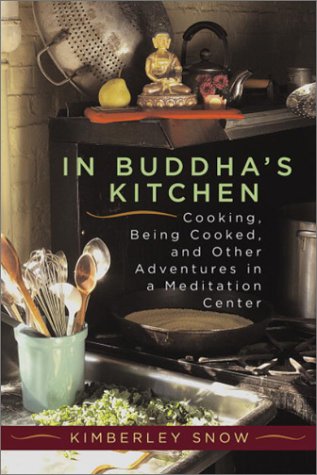 IN BUDDHA'S
KITCHEN
Cooking,
Being Cooked,
and Other
Adventures in
a Meditation
Center
KIMBERLEY SNOW